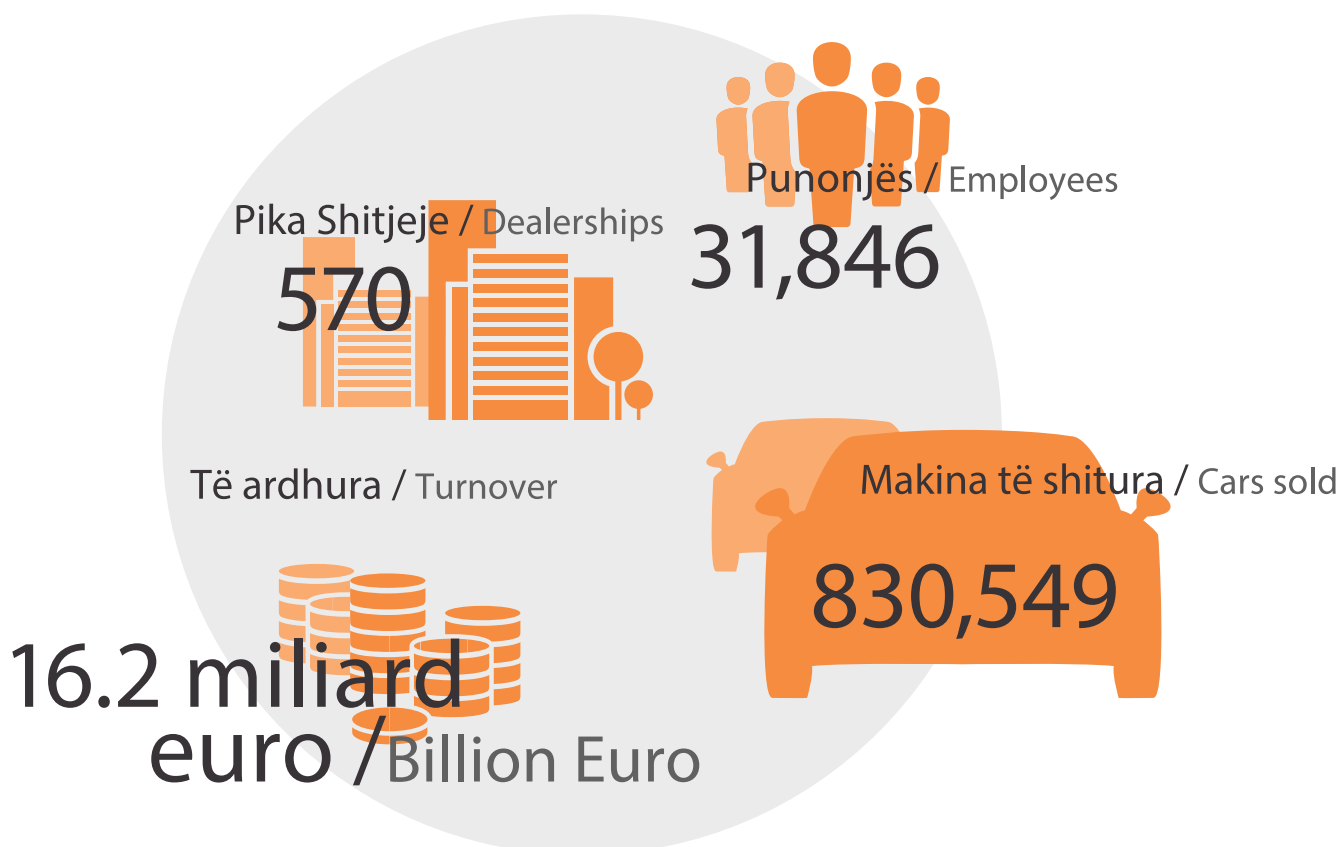 Punonjës / Employees
31,846
Pika Shitjeje / Dealerships
570
Të ardhura / Turnover
16.2 miliard
euro /Billion Euro
Makina të shitura / Cars sold
830,549